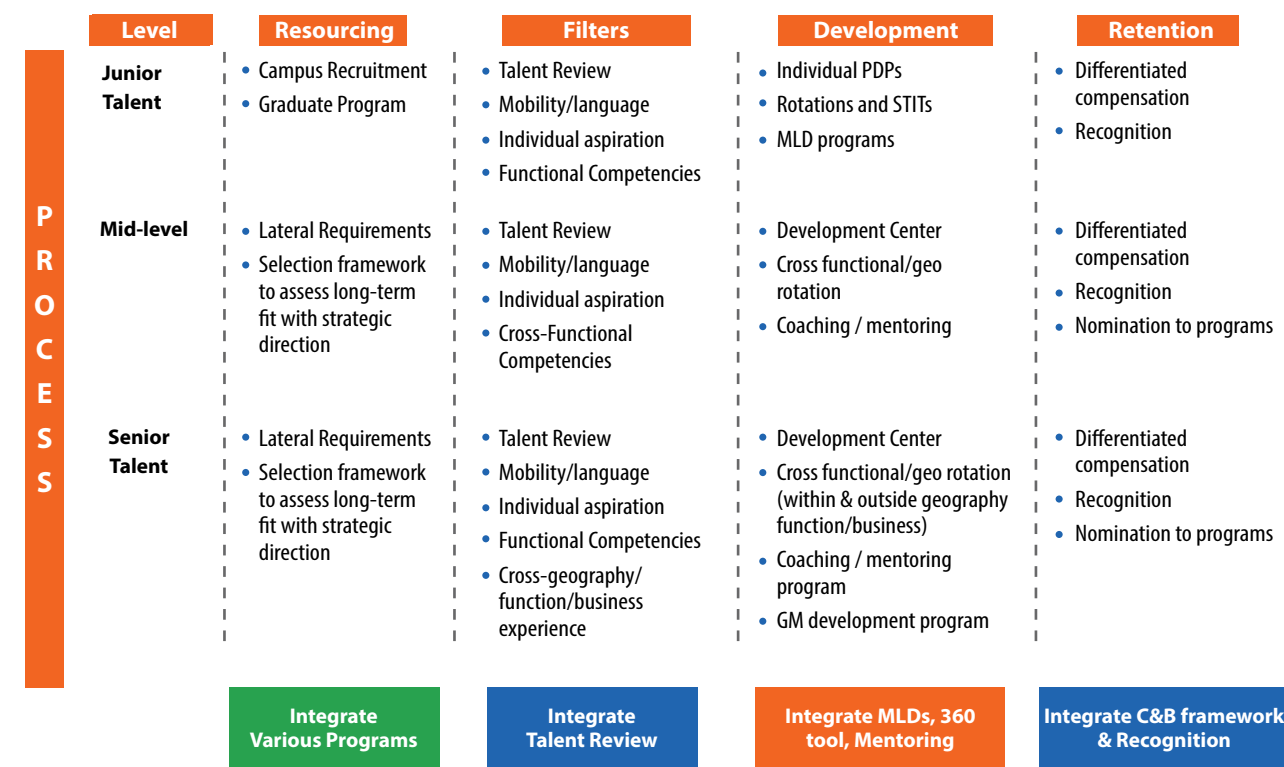 Level
Resourcing
Filters
Development
Retention
PROCESS
Junior
Talent
• Campus Recruitment
• Graduate Program
• Talent Review
• Mobility/language
• Individual aspiration
• Functional Competencies
• Individual PDPs
• Rotations and STITs
• MLD programs
• Differentiated
compensation
• Recognition
Mid-level
• Lateral Requirements
• Selection framework
to assess long-term
fit with strategic
direction
• Talent Review
• Mobility/language
• Individual aspiration
• Cross-Functional
Competencies
• Development Center
• Cross functional/geo
rotation
• Coaching / mentoring
• Differentiated
compensation
• Recognition
• Nomination to programs
Senior
Talent
• Lateral Requirements
• Selection framework
to assess long-term
fit with strategic
direction
• Talent Review
• Mobility/language
• Individual aspiration
• Functional Competencies
• Cross-geography/
function/business
experience
• Development Center
• Cross functional/geo rotation
(within & outside geography
function/business)
• Coaching / mentoring
program
• GM development program
• Differentiated
compensation
• Recognition
• Nomination to programs
Integrate
Various Programs
Integrate
Talent Review
Integrate MLDs, 360
tool, Mentoring
Integrate C&B framework
& Recognition